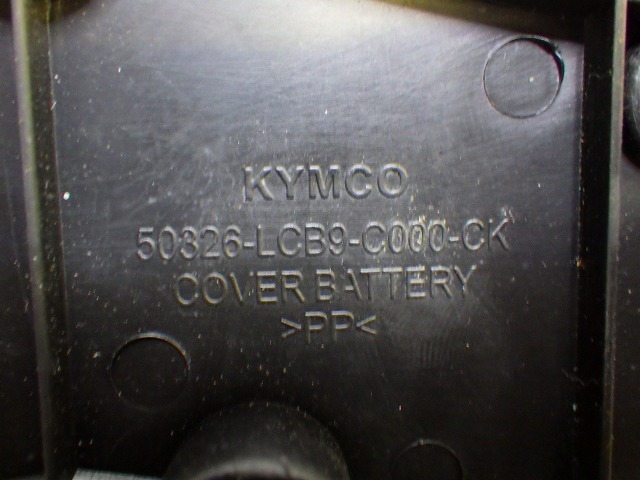 KYMCO
50326-LCB9-C000-CK
COVER BATTERY
>PP<